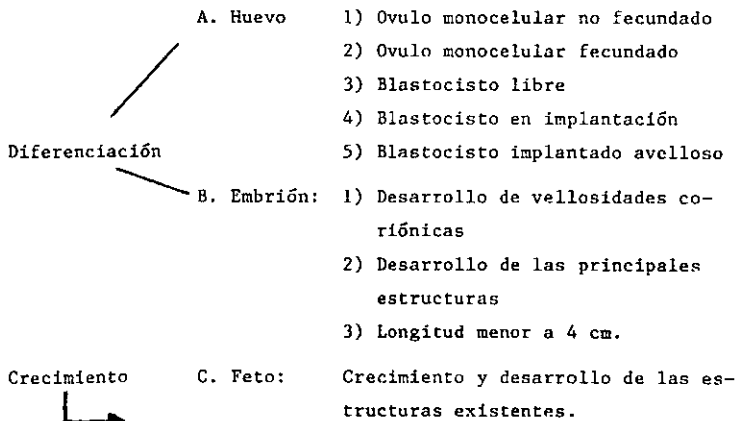 A. Huevo 1) Ovulo monocelular no fecundado
2) Ovulo monocelular fecundado
3) Blastocisto libre
4) Blastocisto en implantación
Diferenciación 5) Blastocisto implantado avelloso
B. Embrión: 1) Desarrollo de vellosidades co-
riónicas
2) Desarrollo de las principales
estructuras
3) Longitud menor a 4 cm.
Crecimiento C. Feto: Crecimiento y desarrollo de las es-
tructuras existentes.